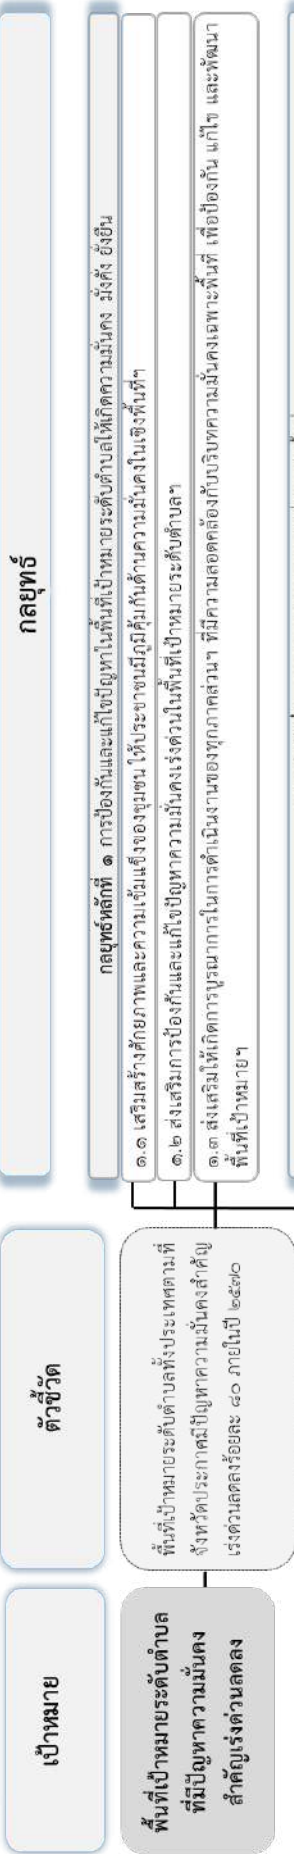 เป้าหมาย
ตัวชี้วัด
กลยุทธ์
พื้นที่เป้าหมายระดับตำบล
ที่มีปัญหาความมั่นคง
สำคัญเร่งด่วนลดลง
พื้นที่เป้าหมายระดับตำบลทั้งประเทศตามที่
จังหวัดประกาศมีปัญหาความมั่นคงสำคัญ
เร่งด่วนลดลงร้อยละ ๘๐ ภายในปี ๒๕๗๐
กลยุทธ์หลักที่ ๑ การป้องกันและแก้ไขปัญหาในพื้นที่เป้าหมายระดับตำบลให้เกิดความมั่นคง มั่งคั่ง ยั่งยืน
๑.๑ เสริมสร้างศักยภาพและความเข้มแข็งของชุมชน ให้ประชาชนมีภูมิคุ้มกันด้านความมั่นคงในเชิงพื้นที่ฯ
๑.๒ ส่งเสริมการป้องกันและแก้ไขปัญหาความมั่นคงเร่งด่วนในพื้นที่เป้าหมายระดับตำบลฯ
๑.๓ ส่งเสริมให้เกิดการบูรณาการในการดำเนินงานของทุกภาคส่วนฯ ที่มีความสอดคล้องกับบริบทความมั่นคงเฉพาะพื้นที่ เพื่อป้องกัน แก้ไข และพัฒนา
พื้นที่เป้าหมายฯ